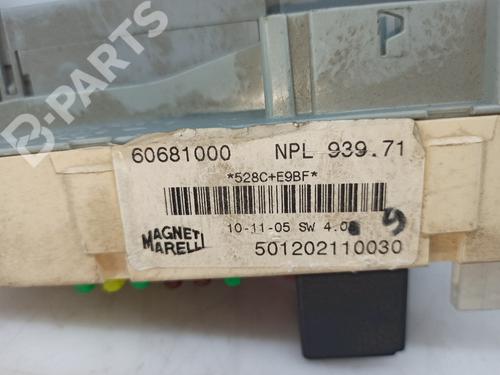 B-PARTS
P
60681000 NPL 939.71
*528C+E9BF*
10-11-05 SW 4.0
MAGNETI
MARELLI
501202110030